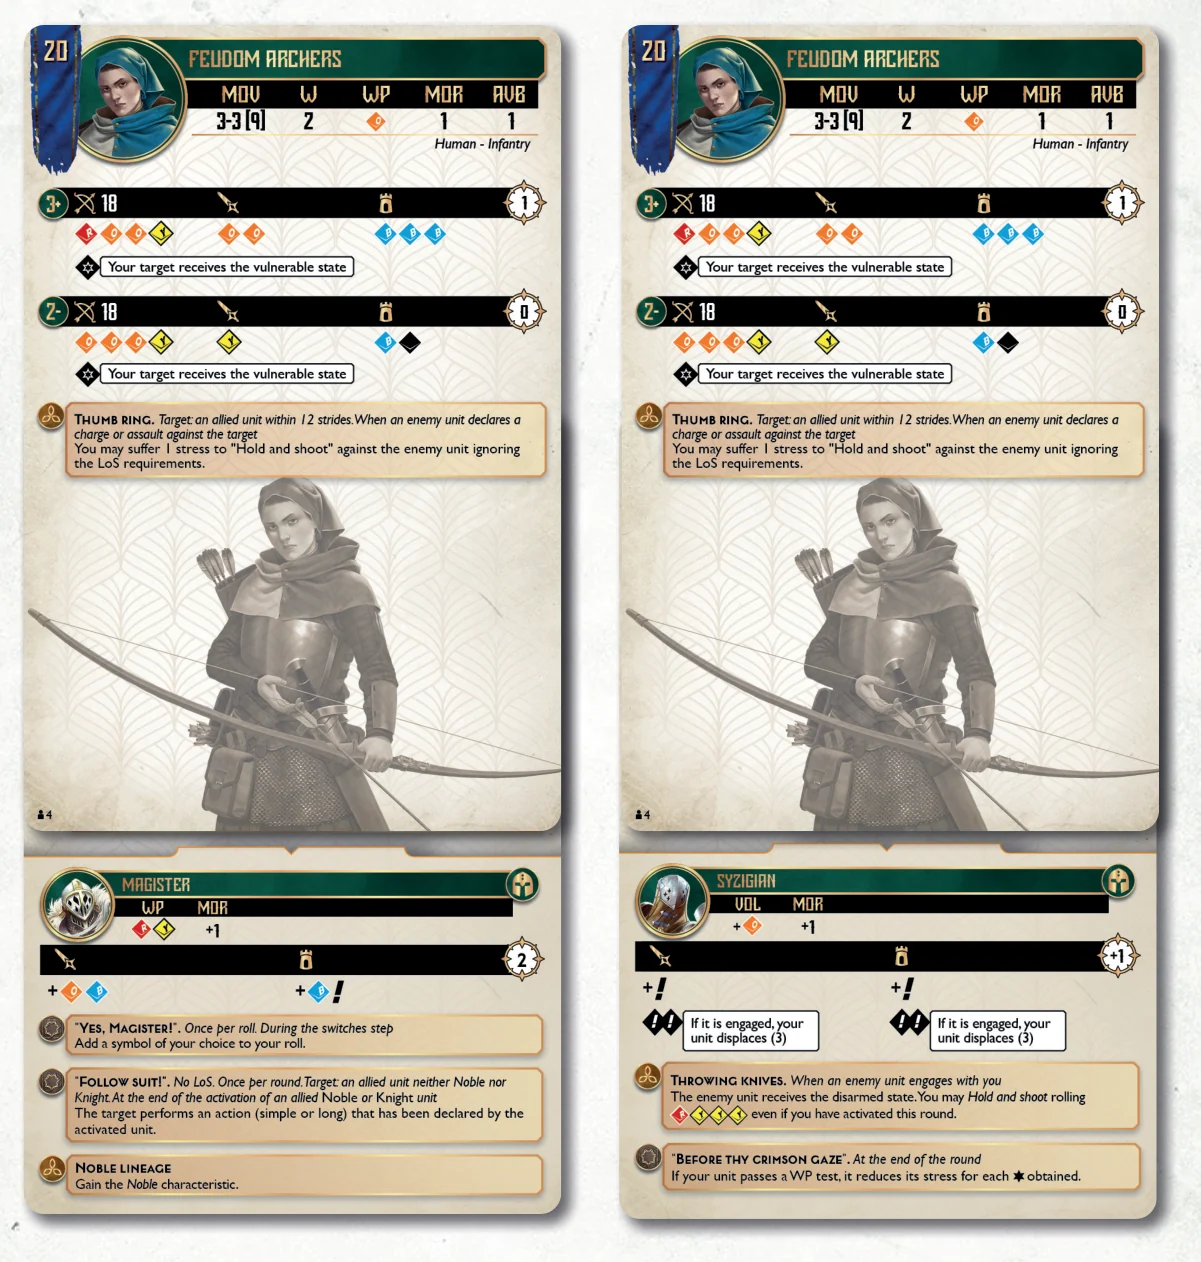 20
FEUDOM ARCHERS
MOV W WP MOR AVB
3-3 [9] 2 O 1 1
Human - Infantry
3+ 18 1
R O O Y O O B B B
Your target receives the vulnerable state
2- 18 0
O O O Y Y B
Your target receives the vulnerable state
THUMB RING. Target: an allied unit within 12 strides. When an enemy unit declares a
charge or assault against the target
You may suffer 1 stress to "Hold and shoot" against the enemy unit ignoring
the LoS requirements.
4
MAGISTER
WP MOR
R Y +1
2
+ O B + B !
"YES, MAGISTER!". Once per roll. During the switches step
Add a symbol of your choice to your roll.
"FOLLOW SUIT!". No LoS. Once per round. Target: an allied unit neither Noble nor
Knight. At the end of the activation of an allied Noble or Knight unit
The target performs an action (simple or long) that has been declared by the
activated unit.
NOBLE LINEAGE
Gain the Noble characteristic.
20
FEUDOM ARCHERS
MOV W WP MOR AVB
3-3 [9] 2 O 1 1
Human - Infantry
3+ 18 1
R O O Y O O B B B
Your target receives the vulnerable state
2- 18 0
O O O Y Y B
Your target receives the vulnerable state
THUMB RING. Target: an allied unit within 12 strides. When an enemy unit declares a
charge or assault against the target
You may suffer 1 stress to "Hold and shoot" against the enemy unit ignoring
the LoS requirements.
4
SYZIGIAN
VOL MOR
+ O +1
+1
+ ! + !
! ! If it is engaged, your
unit displaces (3)
! ! If it is engaged, your
unit displaces (3)
THROWING KNIVES. When an enemy unit engages with you
The enemy unit receives the disarmed state. You may Hold and shoot rolling
R Y Y Y even if you have activated this round.
"BEFORE THY CRIMSON GAZE". At the end of the round
If your unit passes a WP test, it reduces its stress for each ✶ obtained.